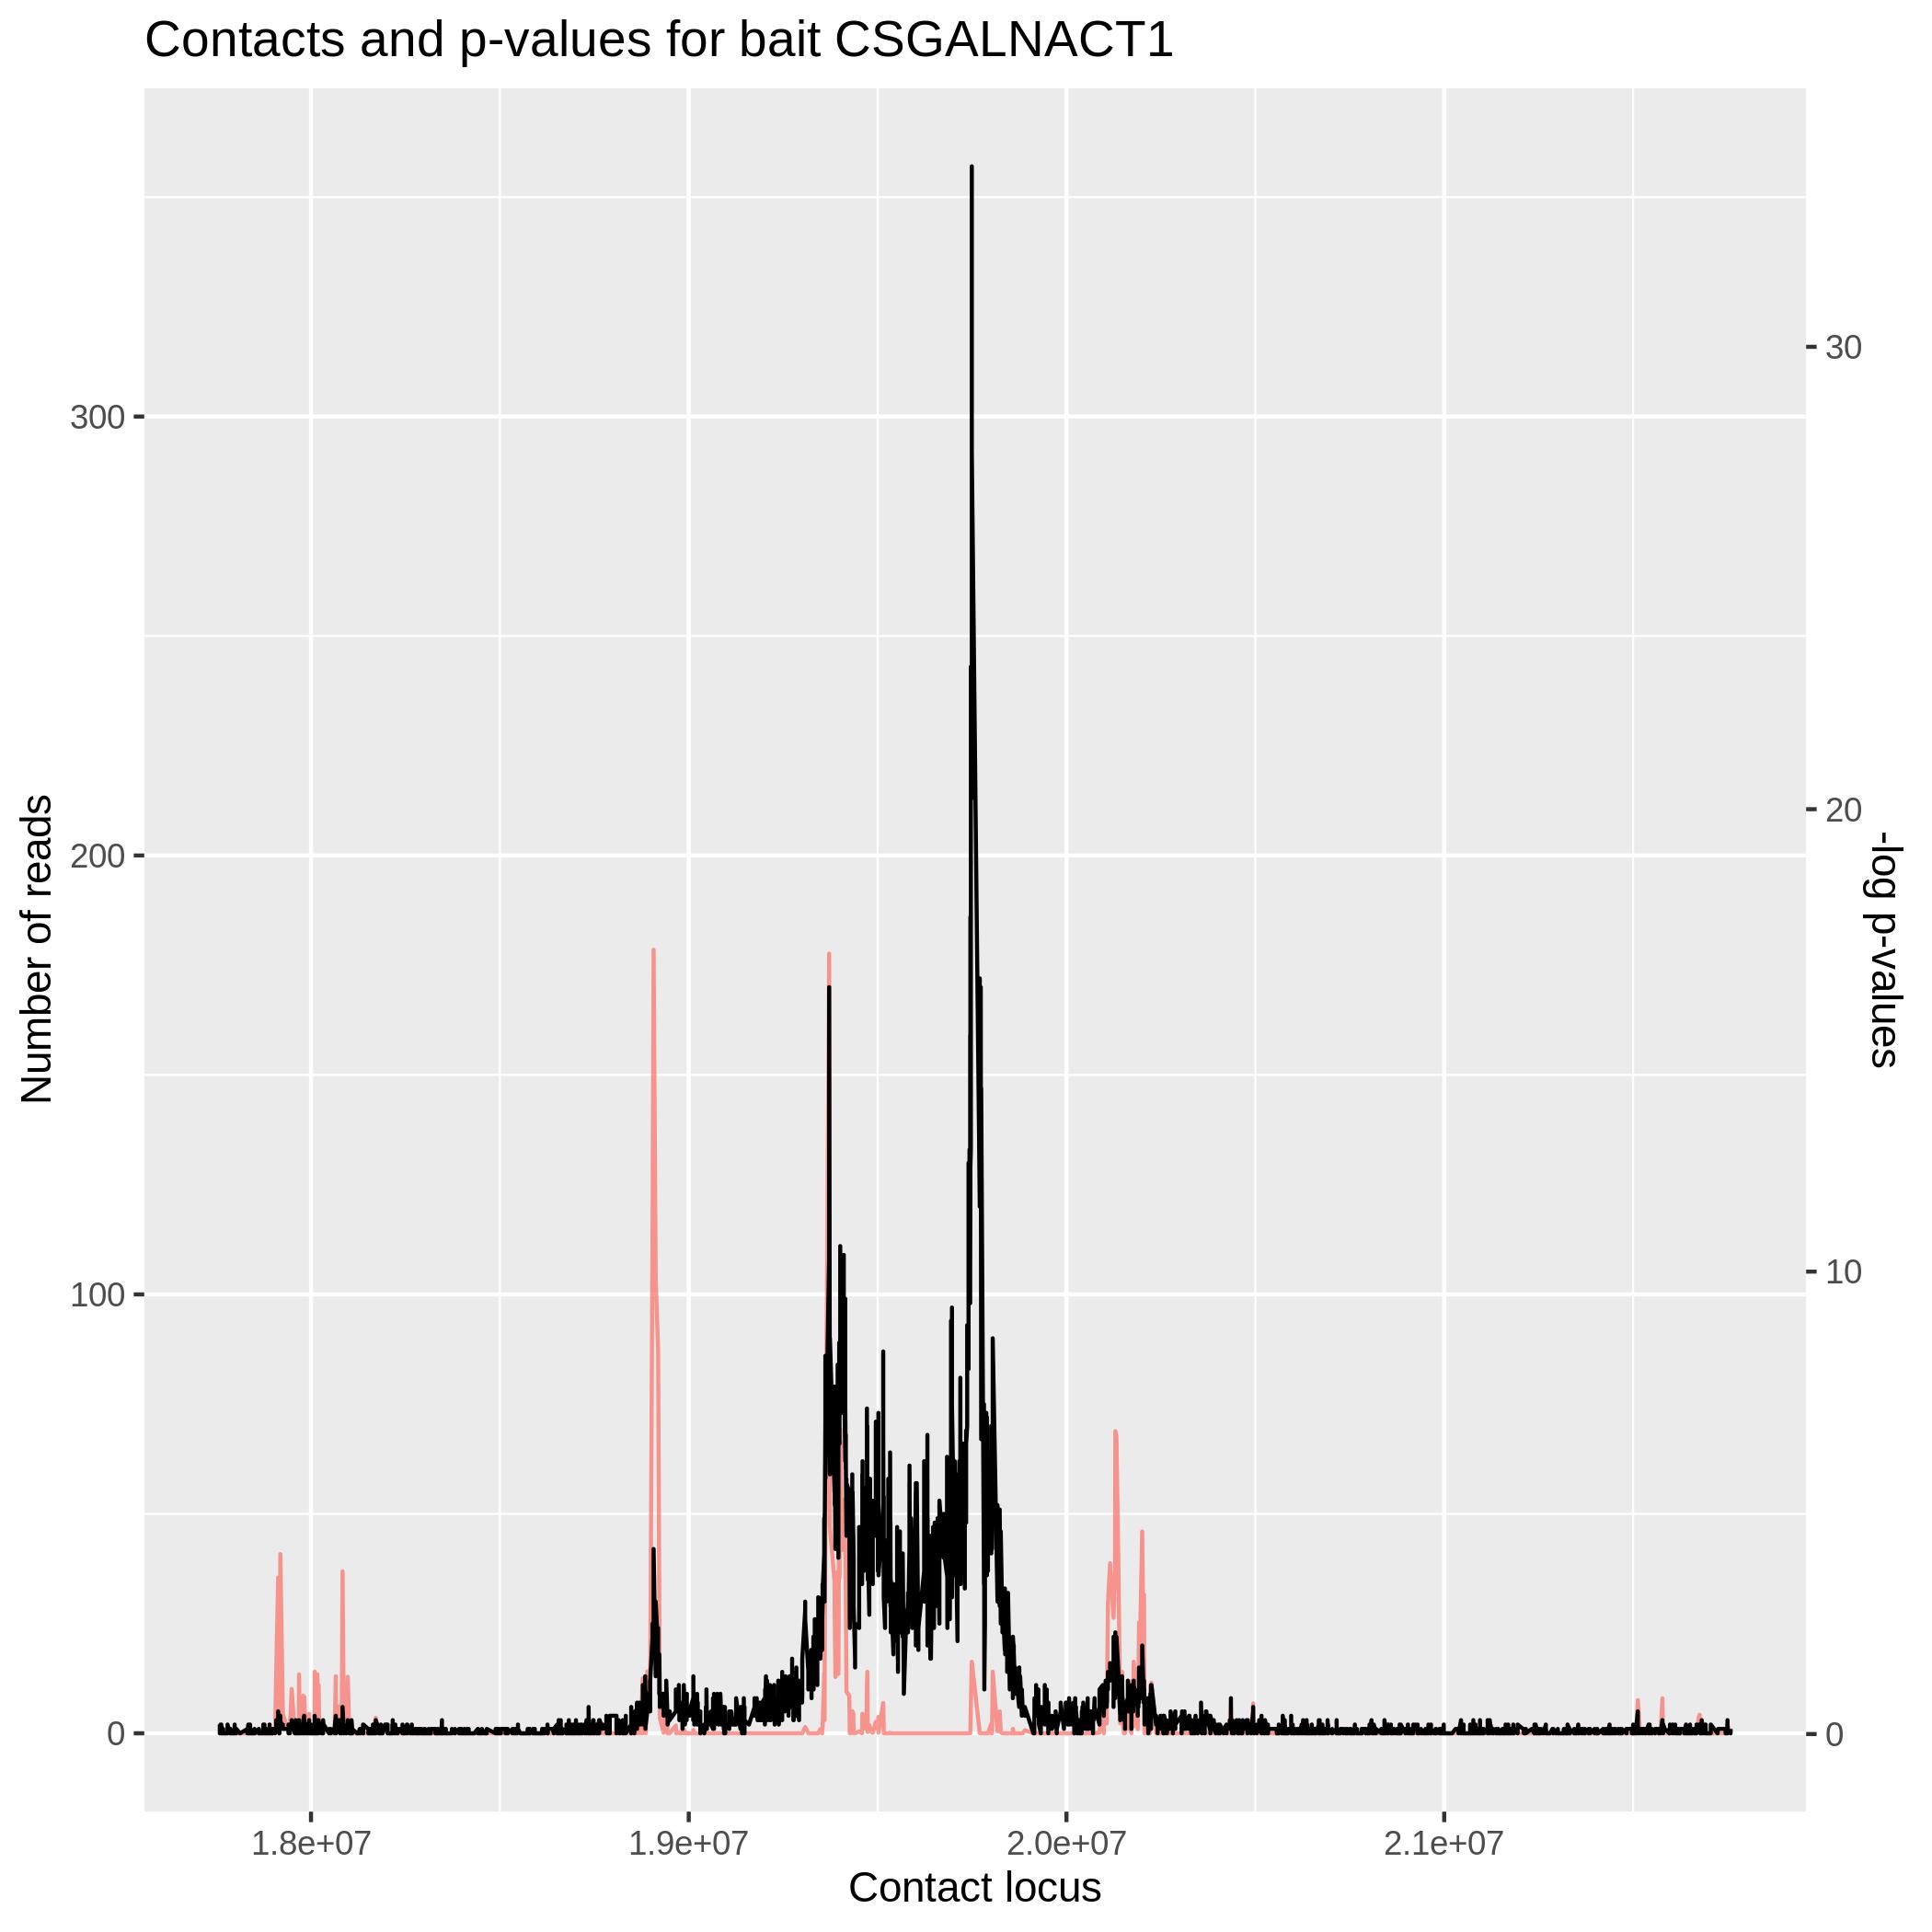 Contacts and p-values for bait CSGALNACT1
Number of reads
300
200
100
0
30
20
10
0
-log p-values
1.8e+07 1.9e+07 2.0e+07 2.1e+07
Contact locus